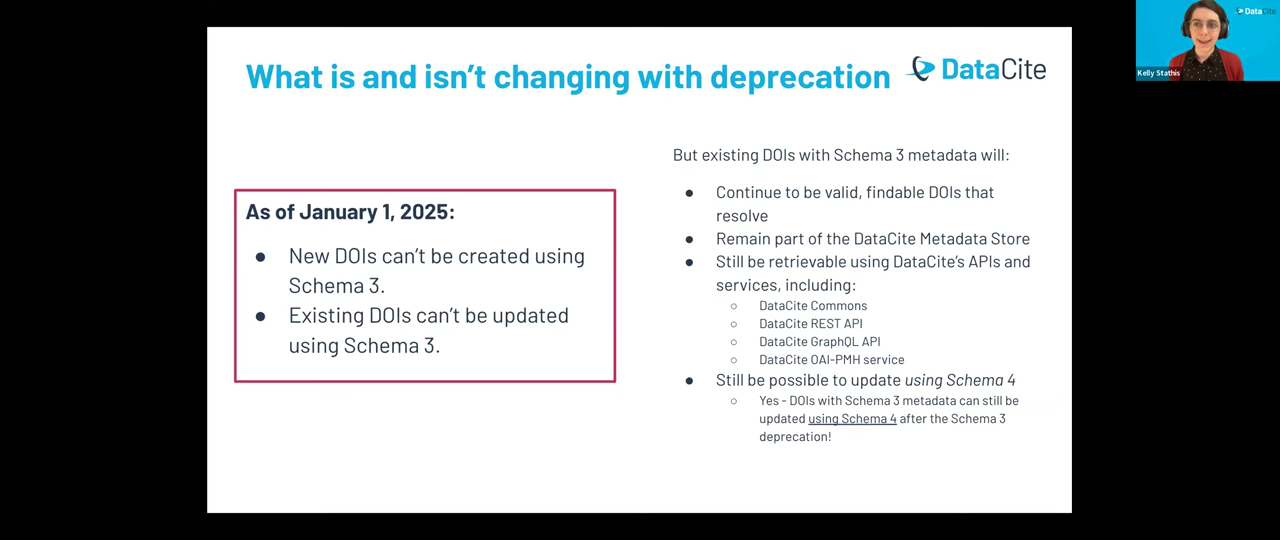 What is and isn't changing with deprecation
DataCite
DataCite
Kelly Stathis
As of January 1, 2025:
● New DOIs can't be created using
Schema 3.
● Existing DOIs can't be updated
using Schema 3.
But existing DOIs with Schema 3 metadata will:
● Continue to be valid, findable DOIs that
resolve
● Remain part of the DataCite Metadata Store
● Still be retrievable using DataCite's APIs and
services, including:
○ DataCite Commons
○ DataCite REST API
○ DataCite GraphQL API
○ DataCite OAI-PMH service
● Still be possible to update using Schema 4
○ Yes - DOIs with Schema 3 metadata can still be
updated using Schema 4 after the Schema 3
deprecation!